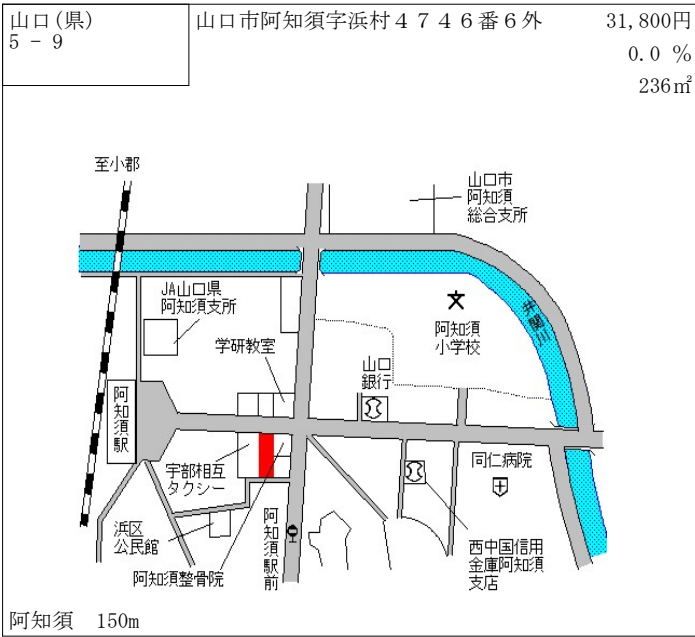 山口(県)
5 - 9
山口市阿知須字浜村４７４６番６外
31,800円
0.0 %
236㎡
至小郡
山口市
阿知須
総合支所
JA山口県
阿知須支所
井関川
阿知須
小学校
学研教室
山口
銀行
阿知須駅
宇部相互
タクシー
同仁病院
浜区
公民館
阿知須整骨院
阿知須駅前
西中国信用
金庫阿知須
支店
阿知須　150m